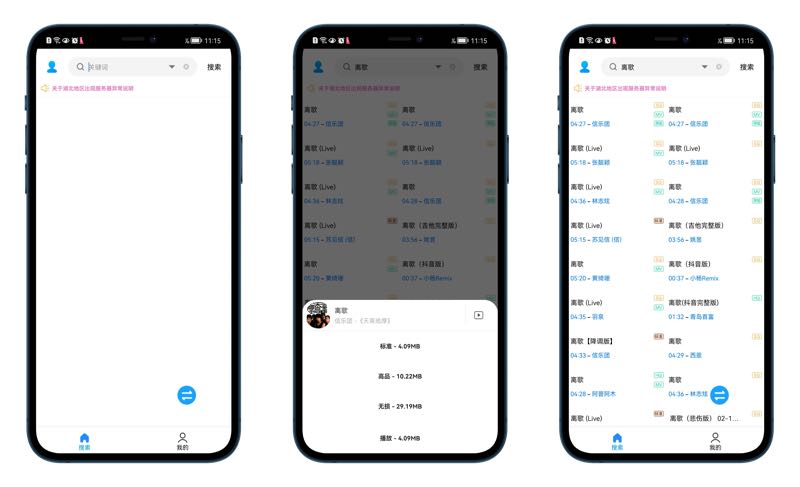 11:15
关键词
搜索
关于湖北地区出现服务器异常说明
搜索
我的
11:15
离歌
搜索
关于湖北地区出现服务器异常说明
离歌
04:27 - 信乐团
离歌
04:27 - 信乐团
离歌 (Live)
05:18 - 张靓颖
离歌 (Live)
05:18 - 张靓颖
离歌 (Live)
04:36 - 林志炫
离歌
04:28 - 信乐团
离歌 (Live)
05:15 - 苏见信 (信)
离歌 (吉他完整版)
03:56 - 姚昱
离歌
05:20 - 黄绮珊
离歌 (抖音版)
00:37 - 小杨Remix
离歌
信乐团 - 《天高地厚》
标准 - 4.09MB
高品 - 10.22MB
无损 - 29.19MB
播放 - 4.09MB
11:15
离歌
搜索
关于湖北地区出现服务器异常说明
离歌
04:27 - 信乐团
离歌
04:27 - 信乐团
离歌 (Live)
05:18 - 张靓颖
离歌 (Live)
05:18 - 张靓颖
离歌 (Live)
04:36 - 林志炫
离歌
04:28 - 信乐团
离歌 (Live)
05:15 - 苏见信 (信)
离歌 (吉他完整版)
03:56 - 姚昱
离歌
05:20 - 黄绮珊
离歌 (抖音版)
00:37 - 小杨Remix
离歌 (Live)
04:35 - 羽泉
离歌(抖音完整版)
01:32 - 青鸟百富
离歌【降调版】
04:33 - 信乐团
离歌
04:29 - 西景
离歌
04:28 - 阿普阿木
离歌
04:36 - 林志炫
离歌 (Live)
离歌 (悲伤版) 02-1...
搜索
我的